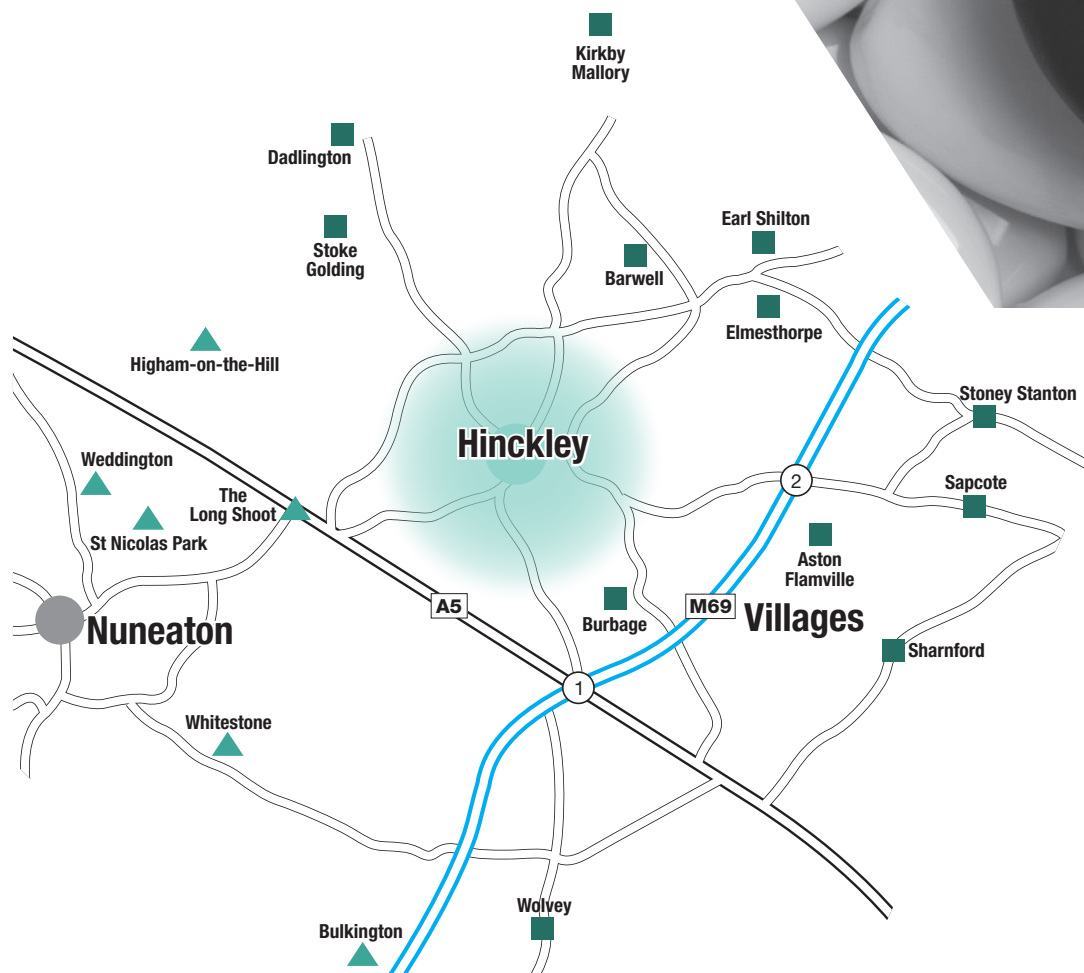 Kirkby
Mallory
Dadlington
Earl Shilton
Stoke
Golding
Barwell
Elmesthorpe
Higham-on-the-Hill
Stoney Stanton
Hinckley
Weddington
The
Long Shoot
2
Sapcote
St Nicolas Park
Aston
Flamville
A5
M69
Villages
Burbage
Nuneaton
Sharnford
1
Whitestone
Wolvey
Bulkington